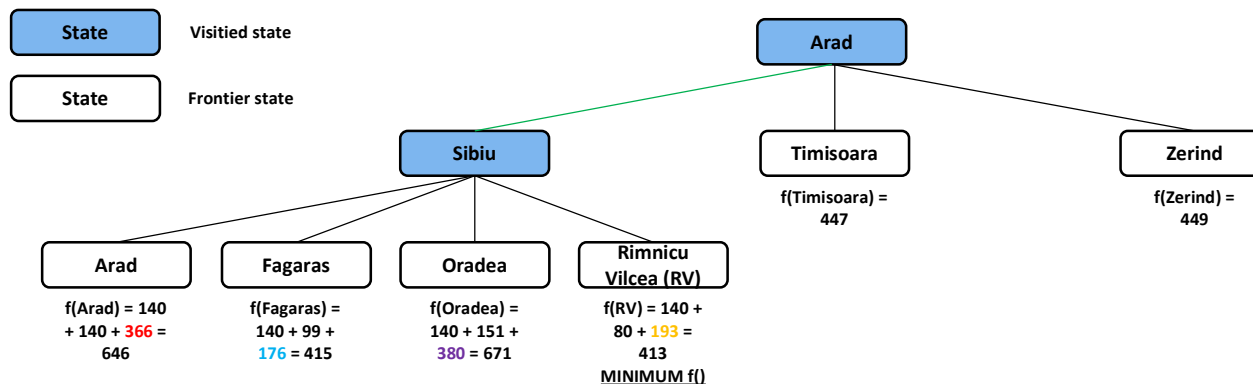 State
Visitied state
Arad
State
Frontier state
Sibiu
Timisoara
Zerind
f(Timisoara) =
447
f(Zerind) =
449
Arad
Fagaras
Oradea
Rimnicu
Vilcea (RV)
f(Arad) = 140
+ 140 + 366 =
646
f(Fagaras) =
140 + 99 +
176 = 415
f(Oradea) =
140 + 151 +
380 = 671
f(RV) = 140 +
80 + 193 =
413
MINIMUM f()